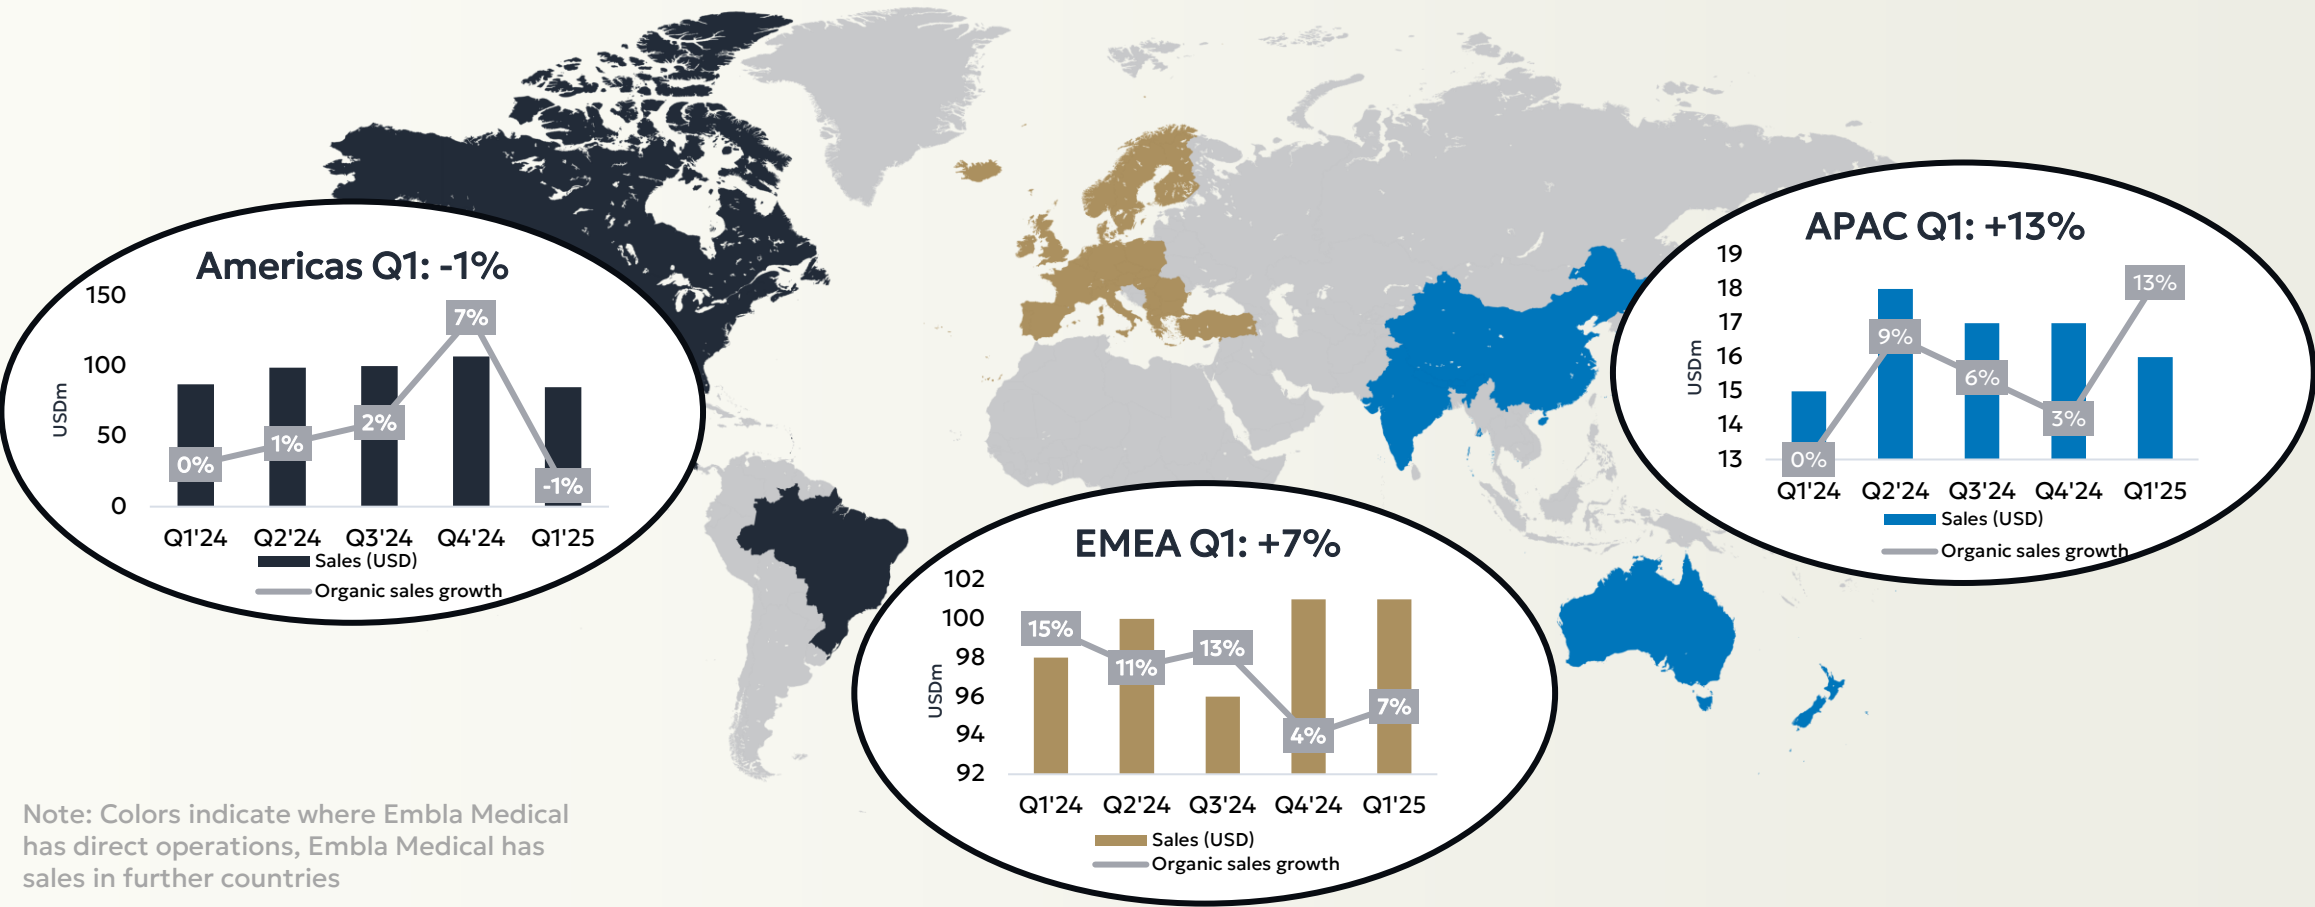 Americas Q1: -1%
150
100
50
0
USDm
0%
1%
2%
7%
-1%
Q1'24 Q2'24 Q3'24 Q4'24 Q1'25
Sales (USD)
Organic sales growth
EMEA Q1: +7%
102
100
98
96
94
92
USDm
15%
11%
13%
4%
7%
Q1'24 Q2'24 Q3'24 Q4'24 Q1'25
Sales (USD)
Organic sales growth
APAC Q1: +13%
19
18
17
16
15
14
13
USDm
0%
9%
6%
3%
13%
Q1'24 Q2'24 Q3'24 Q4'24 Q1'25
Sales (USD)
Organic sales growth
Note: Colors indicate where Embla Medical
has direct operations, Embla Medical has
sales in further countries